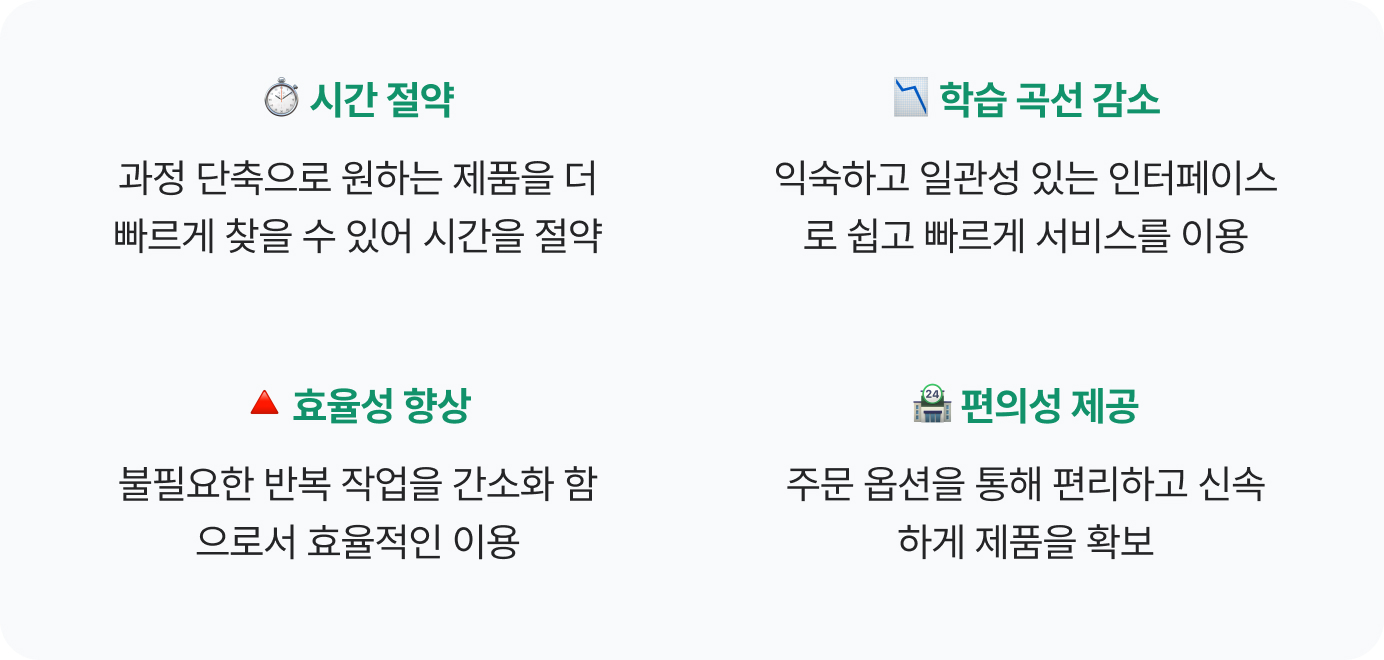 시간 절약
과정 단축으로 원하는 제품을 더
빠르게 찾을 수 있어 시간을 절약
학습 곡선 감소
익숙하고 일관성 있는 인터페이스
로 쉽고 빠르게 서비스를 이용
효율성 향상
불필요한 반복 작업을 간소화 함
으로서 효율적인 이용
24
편의성 제공
주문 옵션을 통해 편리하고 신속
하게 제품을 확보